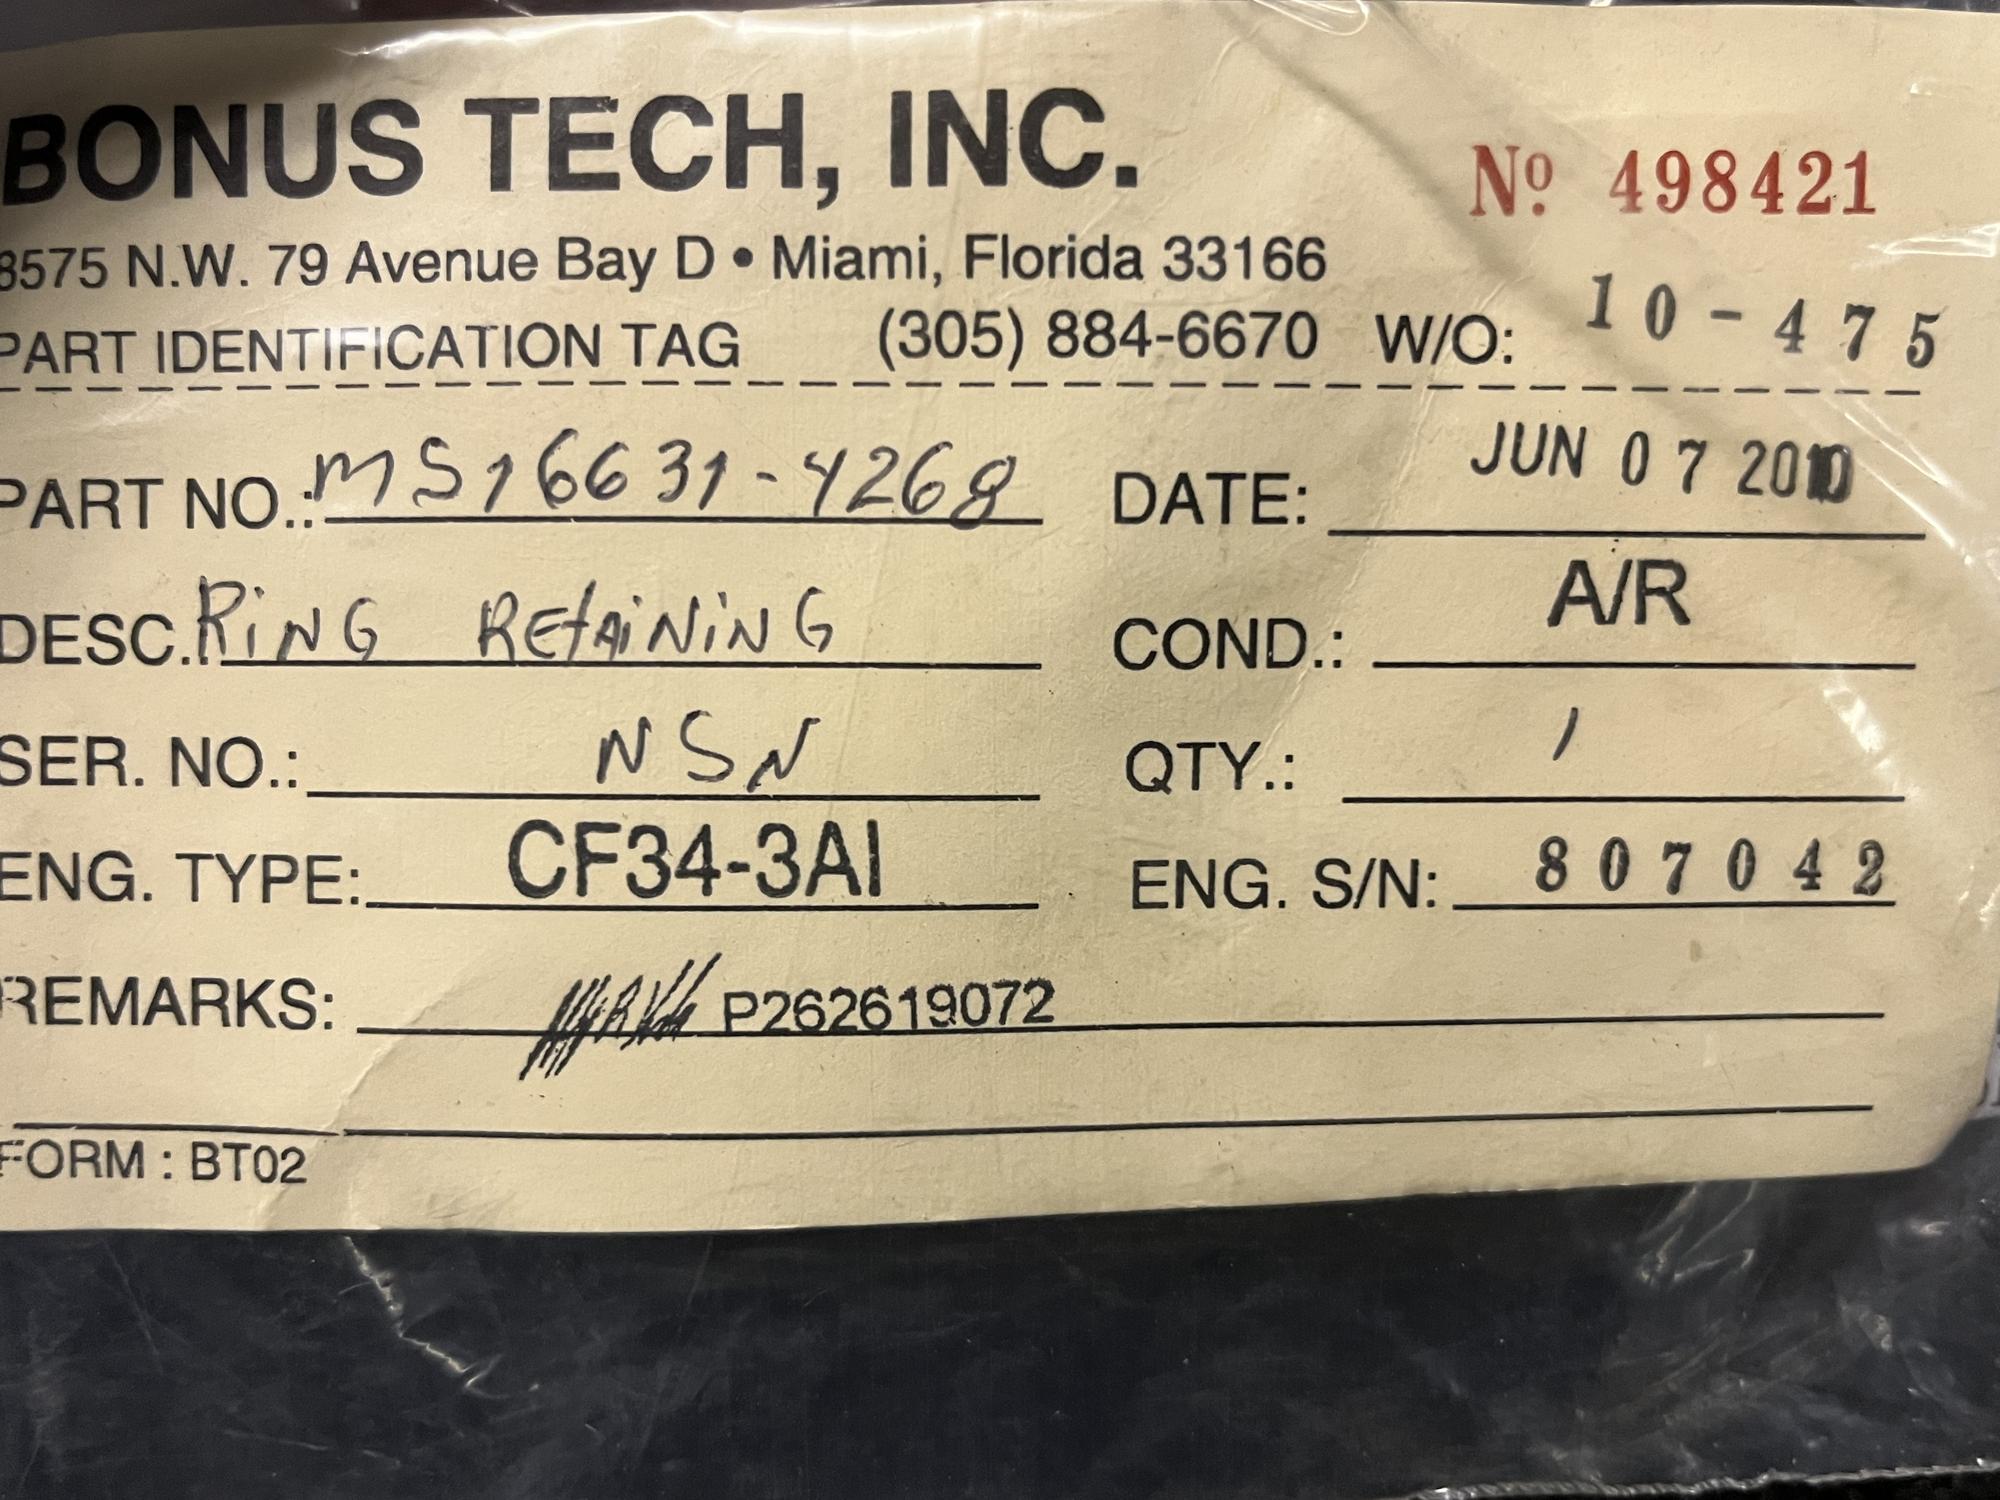 BONUS TECH, INC.
Nº 498421
8575 N.W. 79 Avenue Bay D • Miami, Florida 33166
PART IDENTIFICATION TAG (305) 884-6670 W/O: 10-475
PART NO.: MS16631-4268 DATE: JUN 07 2010
DESC.: RiNG REtAiNiNG COND.: A/R
SER. NO.: NSN QTY.: 1
ENG. TYPE: CF34-3AI ENG. S/N: 807042
REMARKS: P262619072
FORM : BT02